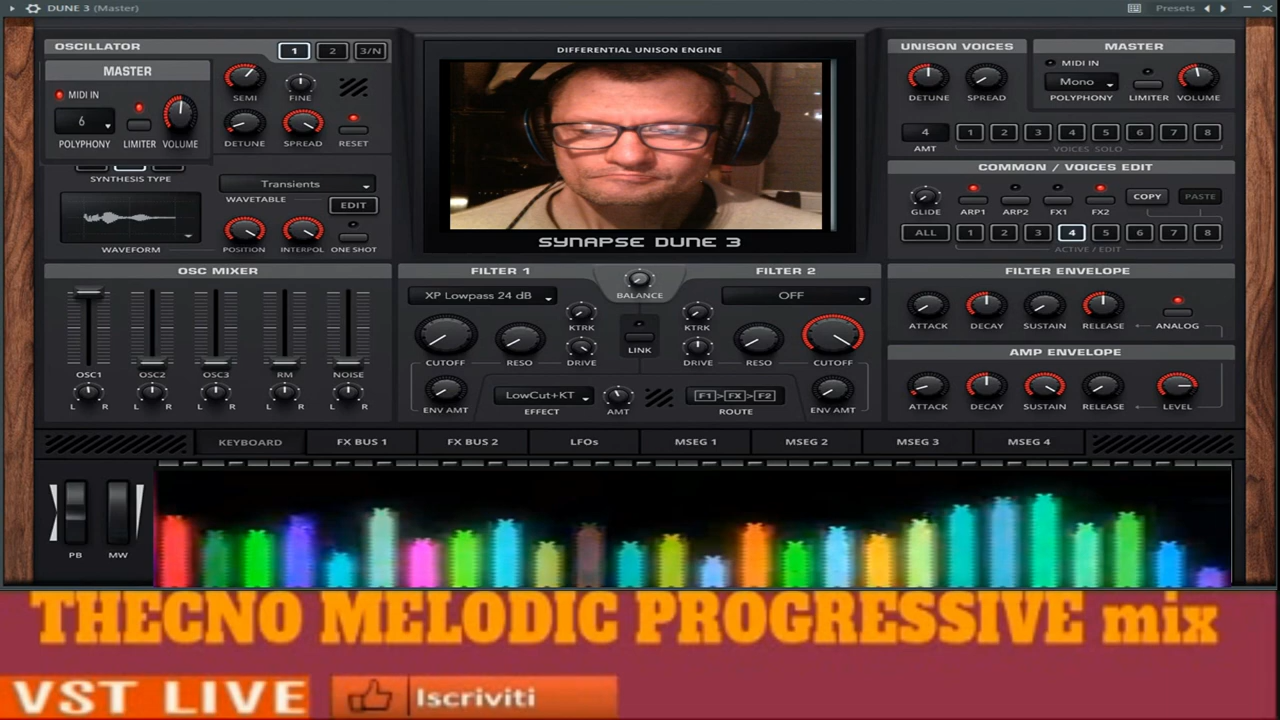 DUNE 3 (Master)
Presets
OSCILLATOR
1 2 3/N
MASTER
MIDI IN
6
POLYPHONY LIMITER VOLUME
SEMI FINE
DETUNE SPREAD RESET
SYNTHESIS TYPE
Transients
WAVETABLE
EDIT
WAVEFORM
POSITION INTERPOL ONE SHOT
DIFFERENTIAL UNISON ENGINE
SYNAPSE DUNE 3
UNISON VOICES
DETUNE SPREAD
MASTER
MIDI IN
Mono
POLYPHONY LIMITER VOLUME
4 1 2 3 4 5 6 7 8
AMT VOICES SOLO
COMMON / VOICES EDIT
GLIDE ARP1 ARP2 FX1 FX2
COPY PASTE
ALL 1 2 3 4 5 6 7 8
ACTIVE / EDIT
OSC MIXER
OSC1 OSC2 OSC3 RM NOISE
L R L R L R L R L R
FILTER 1
XP Lowpass 24 dB
KTRK
CUTOFF RESO DRIVE
ENV AMT
BALANCE
LINK
FILTER 2
OFF
KTRK
DRIVE RESO CUTOFF
ENV AMT
LowCut+KT
EFFECT
AMT
F1>FX>F2
ROUTE
FILTER ENVELOPE
ATTACK DECAY SUSTAIN RELEASE ANALOG
AMP ENVELOPE
ATTACK DECAY SUSTAIN RELEASE LEVEL
KEYBOARD FX BUS 1 FX BUS 2 LFOs MSEG 1 MSEG 2 MSEG 3 MSEG 4
PB MW
THECNO MELODIC PROGRESSIVE mix
VST LIVE
Iscriviti